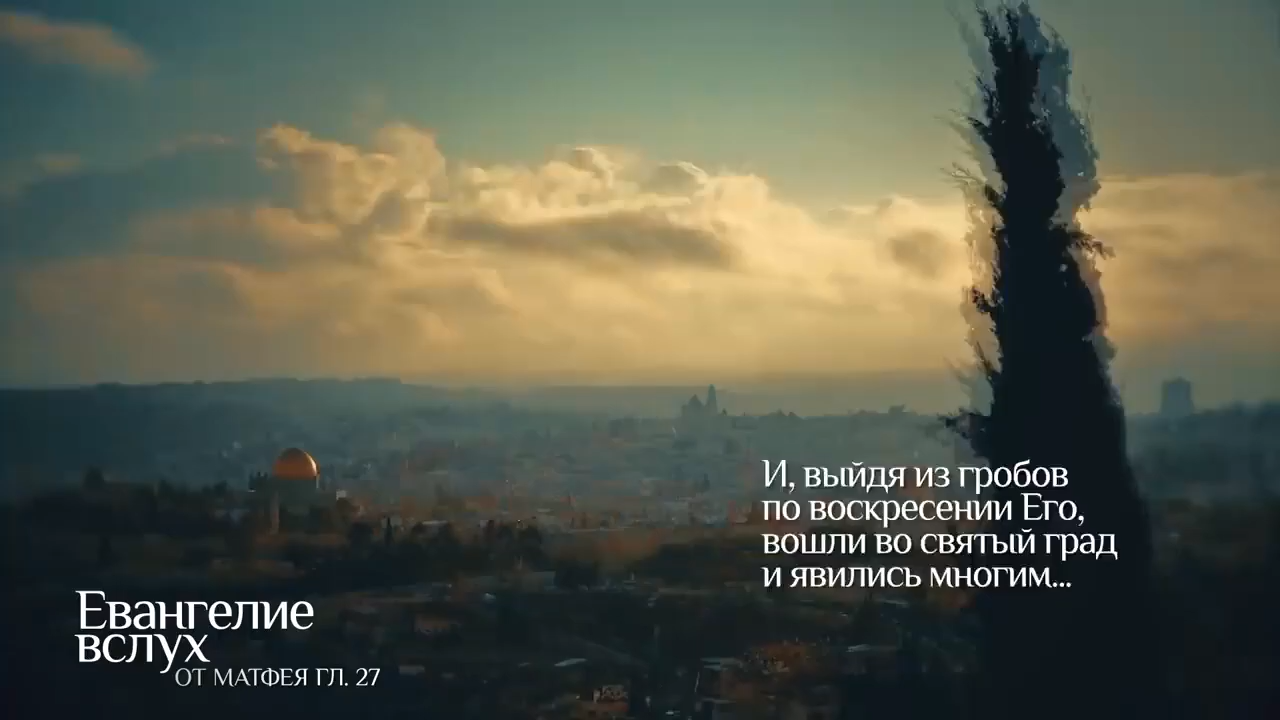 И, выйдя из гробов
по воскресении Его,
вошли во святый град
и явились многим...
Евангелие
вслух
ОТ МАТФЕЯ ГЛ. 27